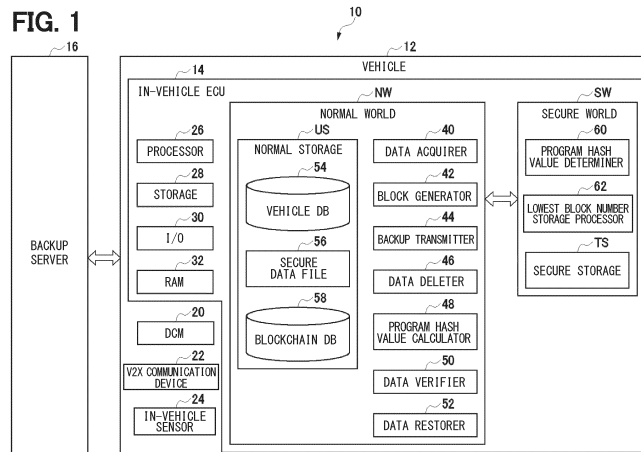 FIG. 1
10
16
12
VEHICLE
14
IN-VEHICLE ECU
NW
NORMAL WORLD
SW
SECURE WORLD
26
PROCESSOR
28
STORAGE
30
I/O
32
RAM
20
DCM
22
V2X COMMUNICATION
DEVICE
24
IN-VEHICLE
SENSOR
BACKUP
SERVER
US
NORMAL STORAGE
54
VEHICLE DB
56
SECURE
DATA FILE
58
BLOCKCHAIN DB
40
DATA ACQUIRER
42
BLOCK GENERATOR
44
BACKUP TRANSMITTER
46
DATA DELETER
48
PROGRAM HASH
VALUE CALCULATOR
50
DATA VERIFIER
52
DATA RESTORER
60
PROGRAM HASH
VALUE DETERMINER
62
LOWEST BLOCK NUMBER
STORAGE PROCESSOR
TS
SECURE STORAGE